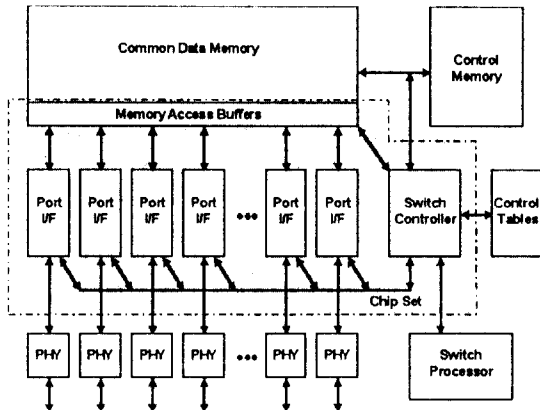 Common Data Memory
Control
Memory
Memory Access Buffers
Port
I/F
Port
I/F
Port
I/F
Port
I/F
Port
I/F
Port
I/F
Switch
Controller
Control
Tables
Chip Set
PHY
PHY
PHY
PHY
PHY
PHY
Switch
Processor